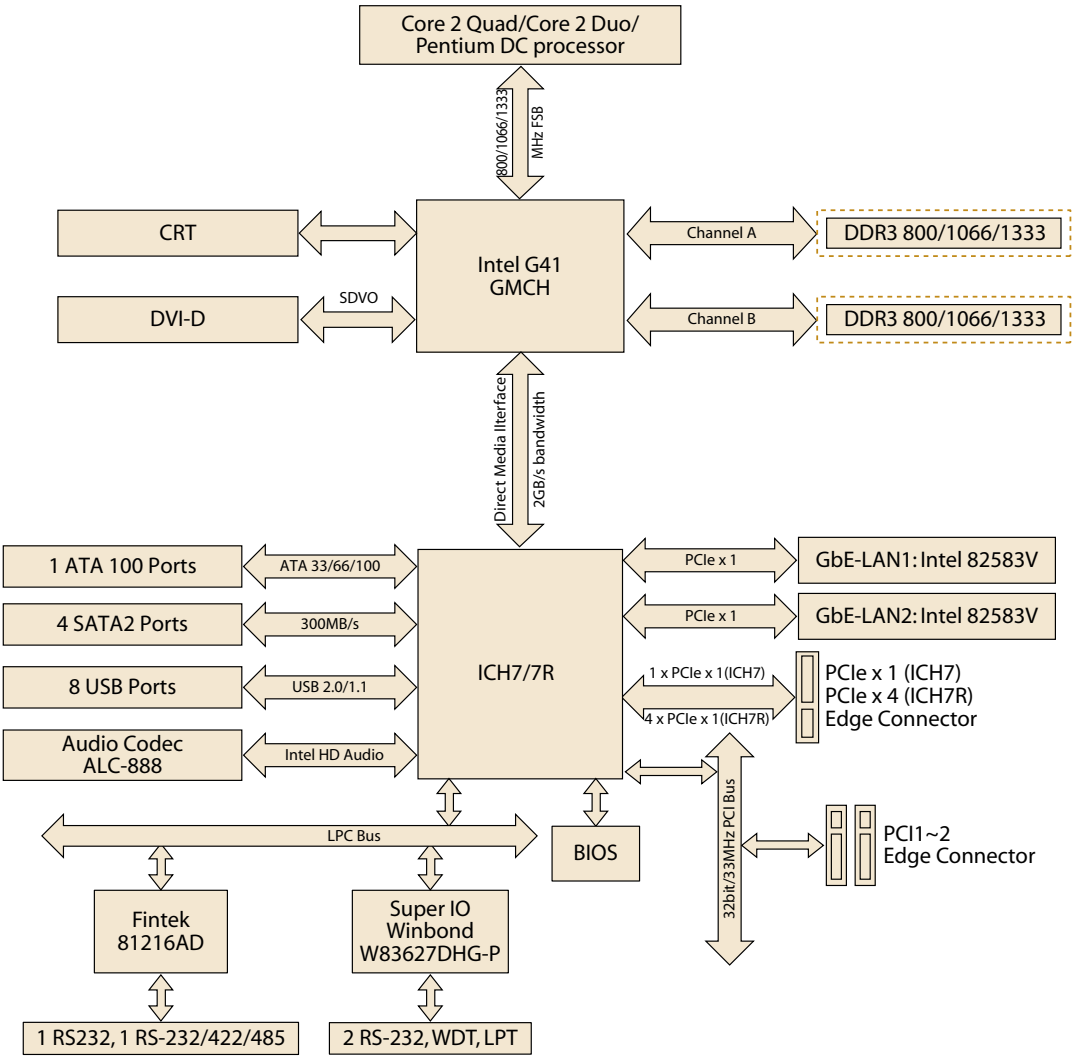 Core 2 Quad/Core 2 Duo/
Pentium DC processor
800/1066/1333
MHz FSB
CRT
Intel G41
GMCH
Channel A
DDR3 800/1066/1333
SDVO
DVI-D
Channel B
DDR3 800/1066/1333
Direct Media IIterface
2GB/s bandwidth
1 ATA 100 Ports
ATA 33/66/100
PCIe x 1
GbE-LAN1: Intel 82583V
4 SATA2 Ports
300MB/s
PCIe x 1
GbE-LAN2: Intel 82583V
ICH7/7R
8 USB Ports
USB 2.0/1.1
1 x PCIe x 1(ICH7)
4 x PCIe x 1(ICH7R)
PCIe x 1 (ICH7)
PCIe x 4 (ICH7R)
Edge Connector
Audio Codec
ALC-888
Intel HD Audio
LPC Bus
BIOS
32bit/33MHz PCI Bus
PCI1~2
Edge Connector
Fintek
81216AD
Super IO
Winbond
W83627DHG-P
1 RS232, 1 RS-232/422/485
2 RS-232, WDT, LPT